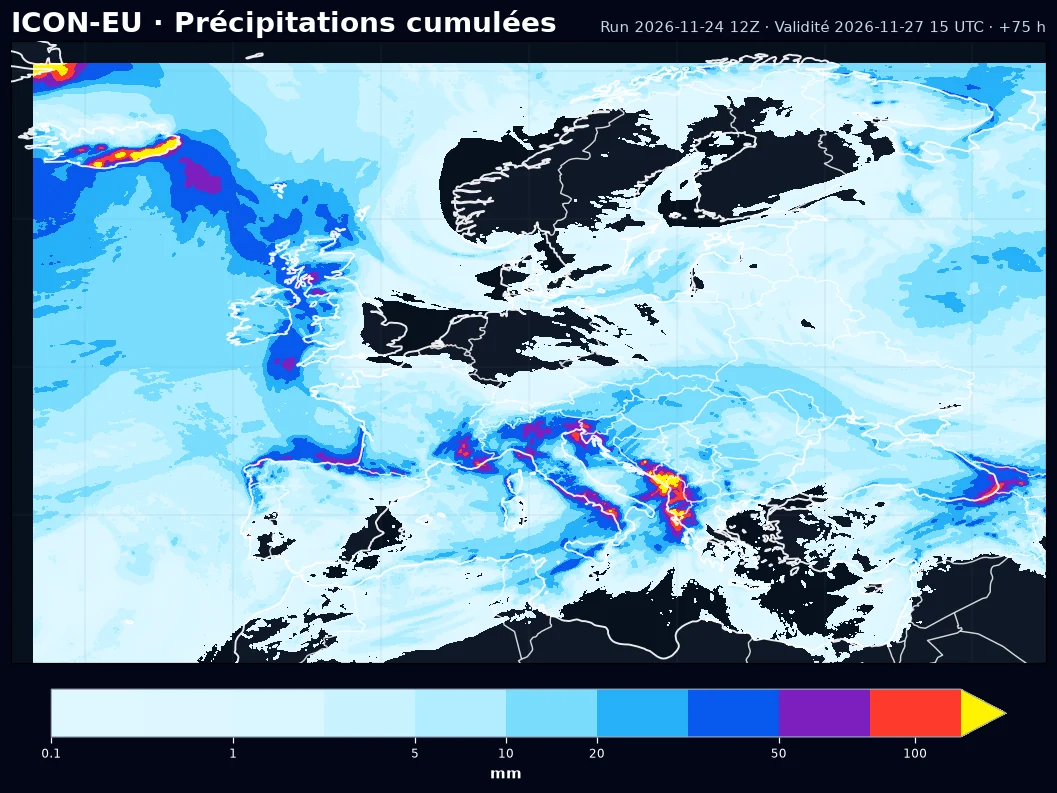 ICON-EU · Précipitations cumulées
Run 2026-11-24 12Z · Validité 2026-11-27 15 UTC · +75 h
0.1 1 5 10 20 50 100
mm